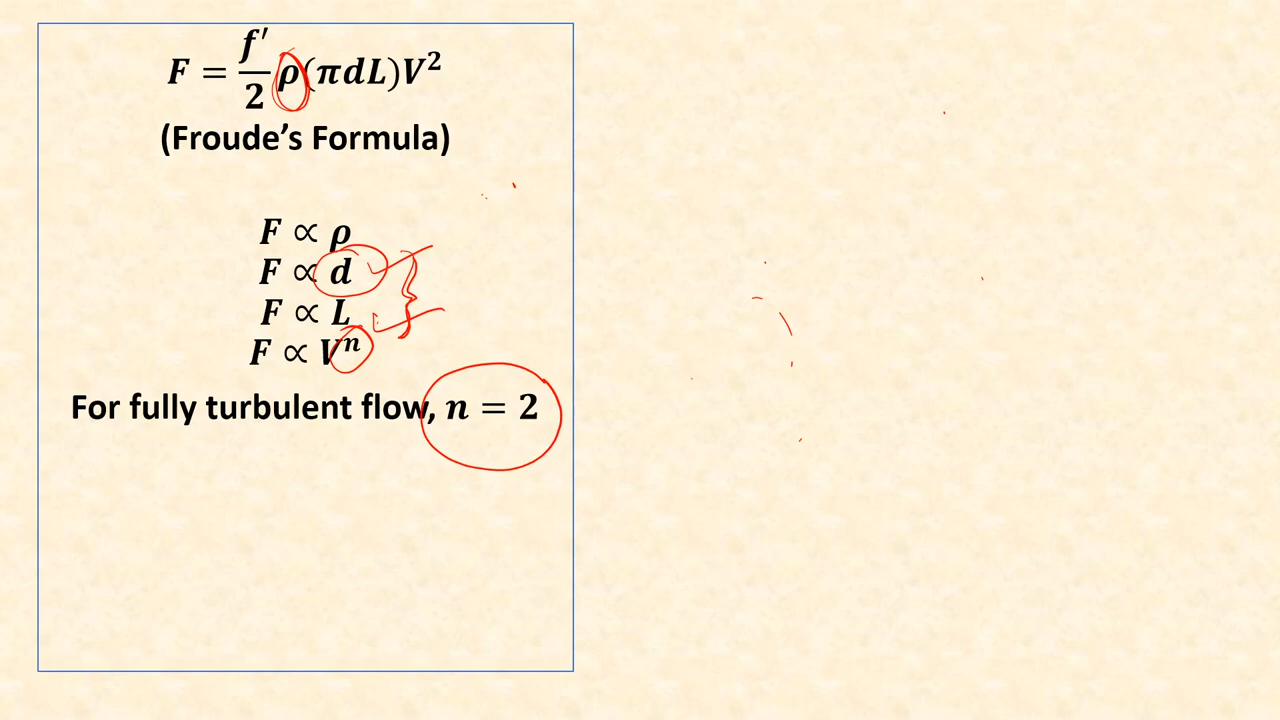 F = f′/2 ρ(πdL)V²
(Froude’s Formula)
F ∝ ρ
F ∝ d
F ∝ L
F ∝ Vⁿ
For fully turbulent flow, n = 2